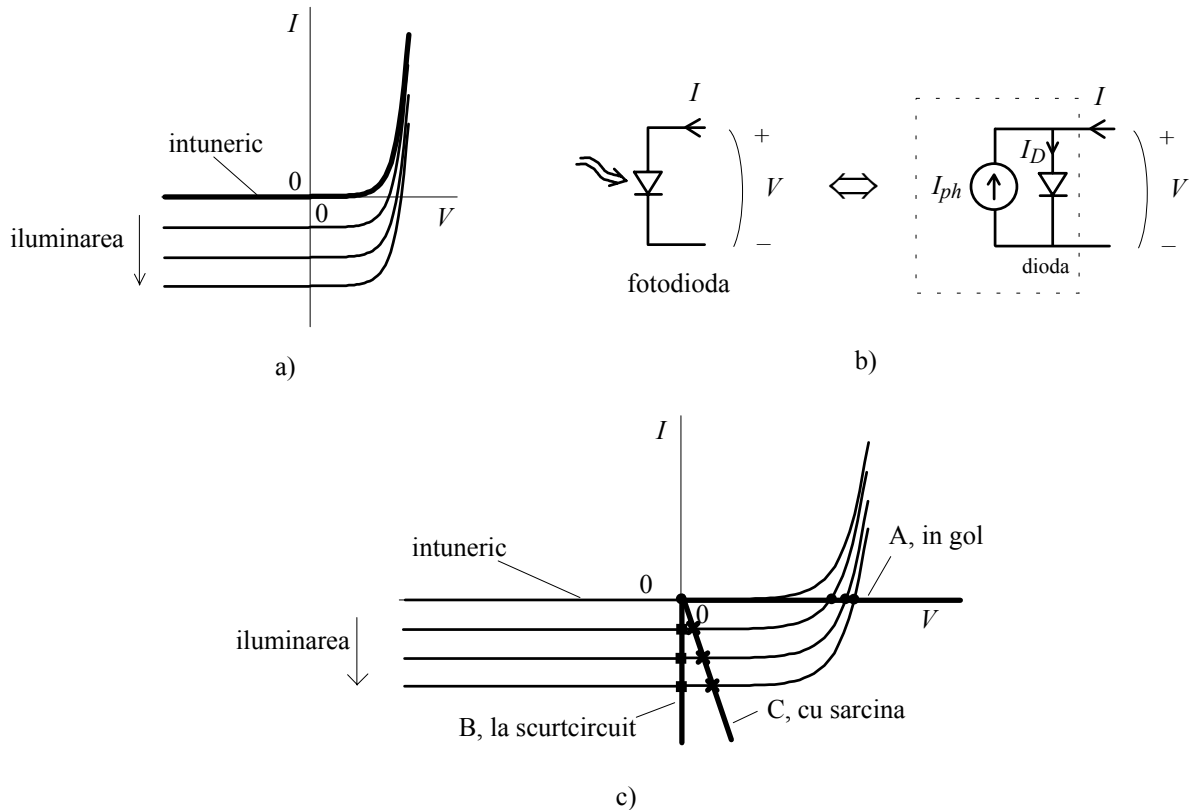 I
intuneric
0
0
V
iluminarea
a)
I
+
V
−
fotodioda
I
+
I_D
I_ph
V
−
dioda
b)
I
intuneric
A, in gol
0
0
V
iluminarea
B, la scurtcircuit
C, cu sarcina
c)